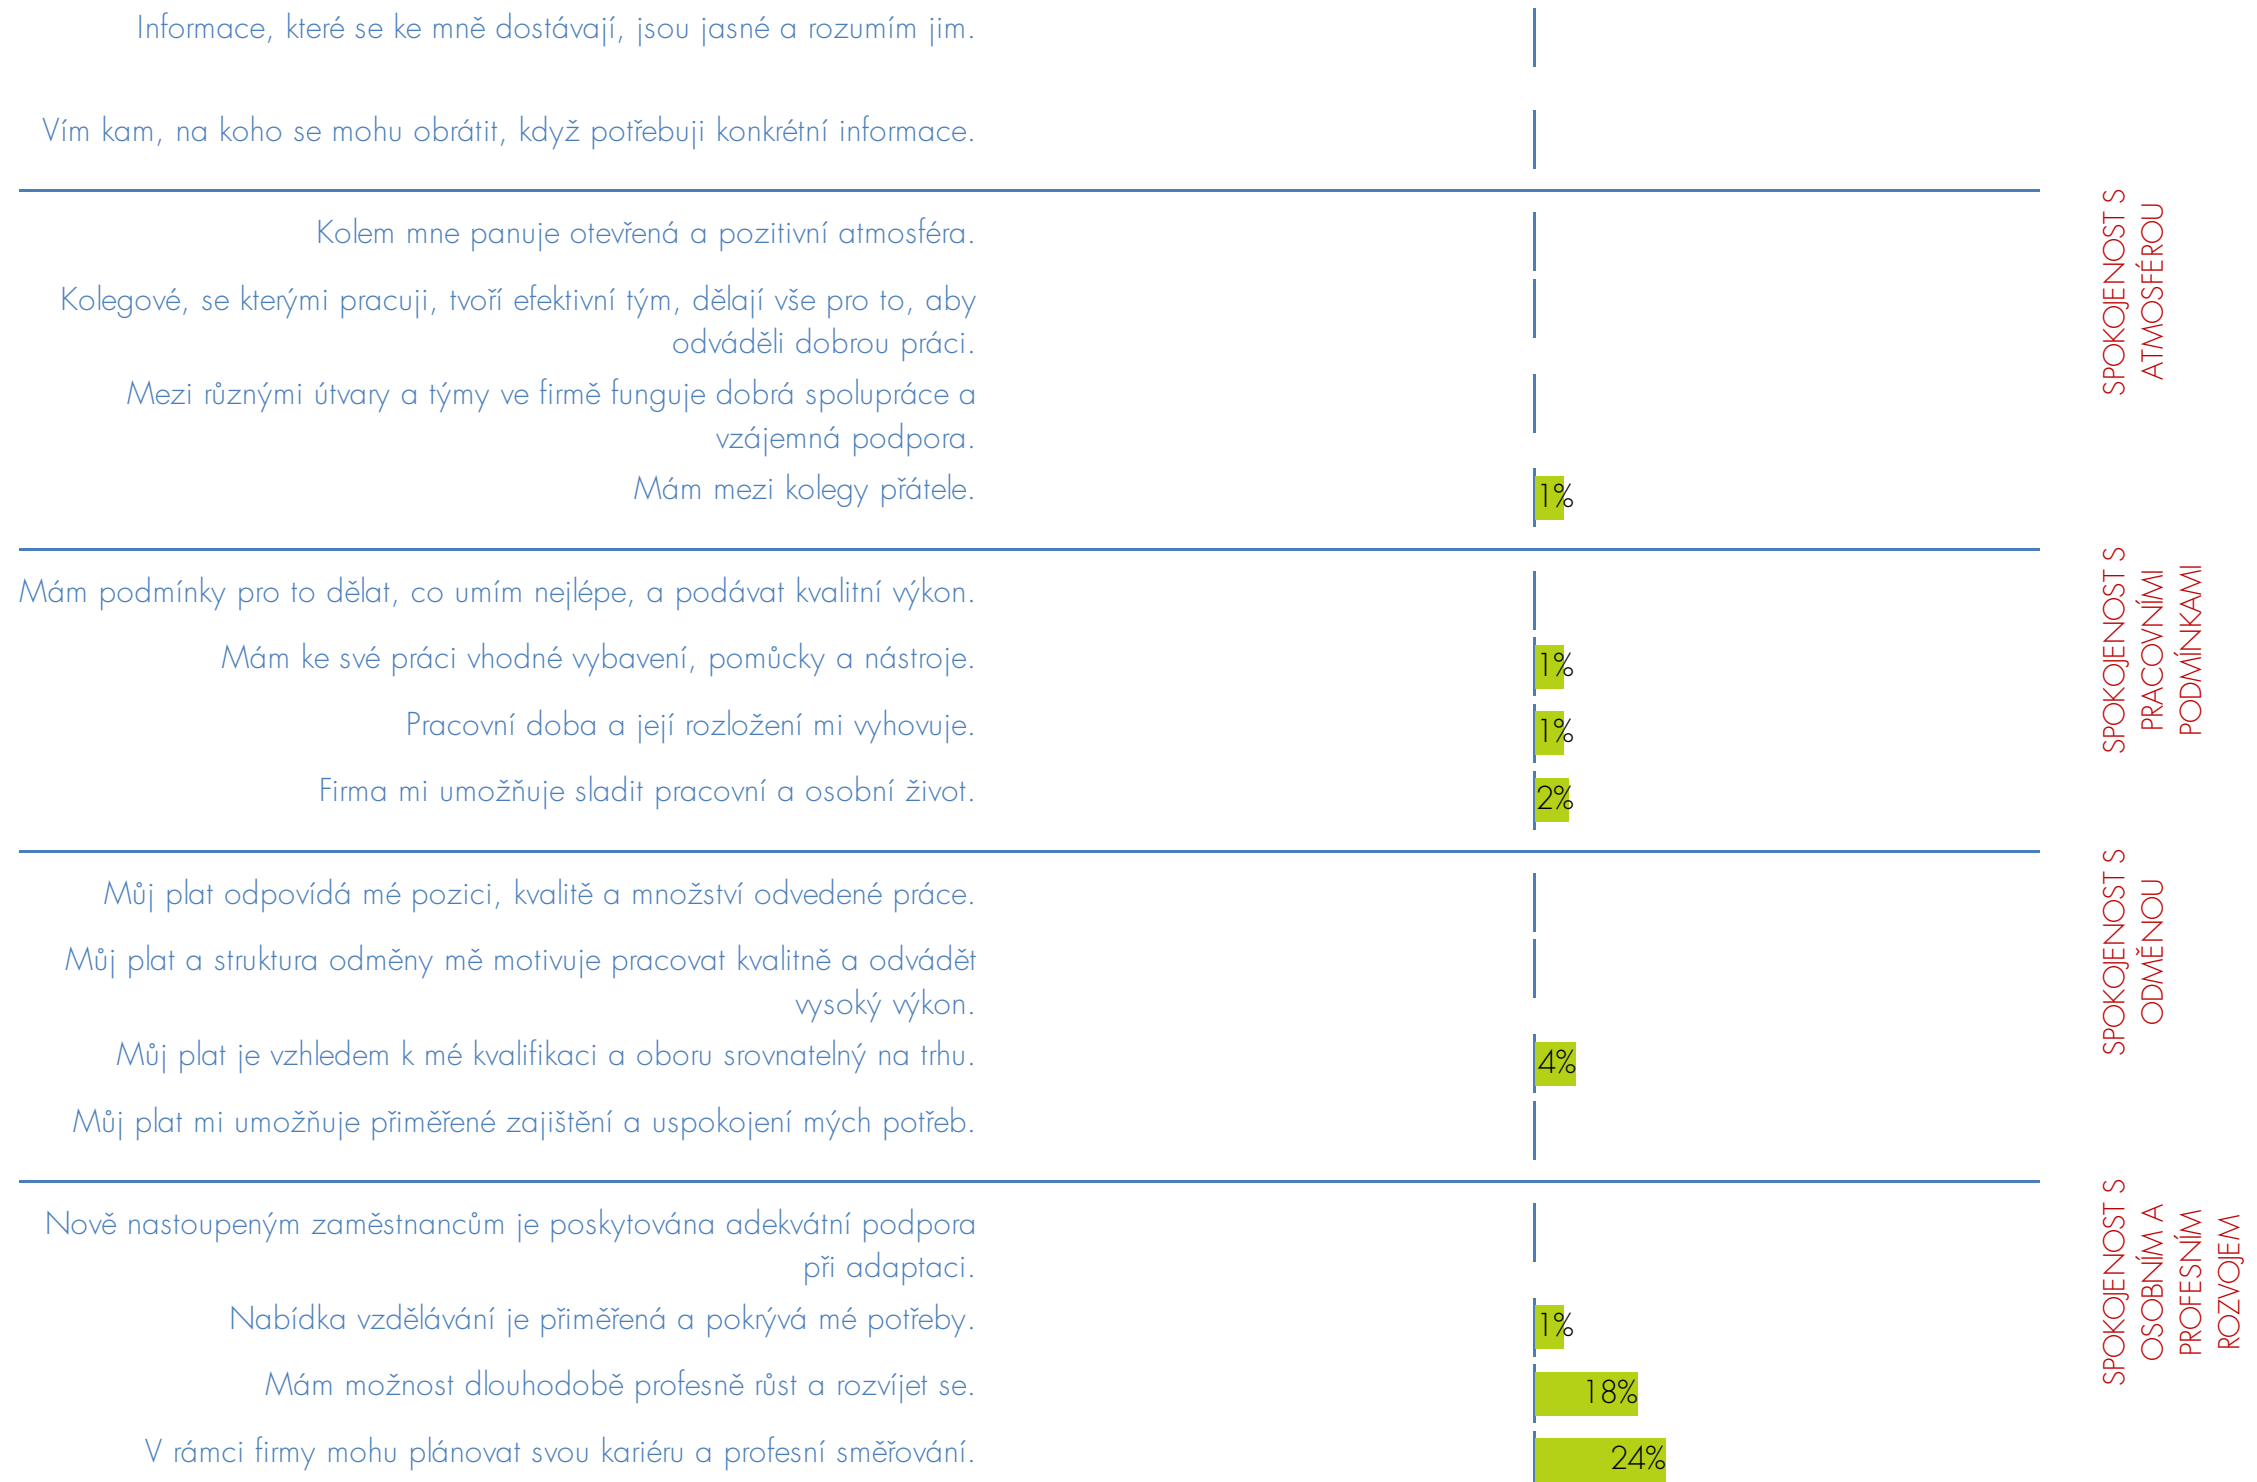 Informace, které se ke mně dostávají, jsou jasné a rozumím jim.
Vím kam, na koho se mohu obrátit, když potřebuji konkrétní informace.
SPOKOJENOST S
ATMOSFÉROU
Kolem mne panuje otevřená a pozitivní atmosféra.
Kolegové, se kterými pracuji, tvoří efektivní tým, dělají vše pro to, aby
odváděli dobrou práci.
Mezi různými útvary a týmy ve firmě funguje dobrá spolupráce a
vzájemná podpora.
Mám mezi kolegy přátele.
1%
SPOKOJENOST S
PRACOVNÍMI
PODMÍNKAMI
Mám podmínky pro to dělat, co umím nejlépe, a podávat kvalitní výkon.
Mám ke své práci vhodné vybavení, pomůcky a nástroje.
1%
Pracovní doba a její rozložení mi vyhovuje.
1%
Firma mi umožňuje sladit pracovní a osobní život.
2%
SPOKOJENOST S
ODMĚNOU
Můj plat odpovídá mé pozici, kvalitě a množství odvedené práce.
Můj plat a struktura odměny mě motivuje pracovat kvalitně a odvádět
vysoký výkon.
Můj plat je vzhledem k mé kvalifikaci a oboru srovnatelný na trhu.
4%
Můj plat mi umožňuje přiměřené zajištění a uspokojení mých potřeb.
SPOKOJENOST S
OSOBNÍM A
PROFESNÍM
ROZVOJEM
Nově nastoupeným zaměstnancům je poskytována adekvátní podpora
při adaptaci.
Nabídka vzdělávání je přiměřená a pokrývá mé potřeby.
1%
Mám možnost dlouhodobě profesně růst a rozvíjet se.
18%
V rámci firmy mohu plánovat svou kariéru a profesní směřování.
24%